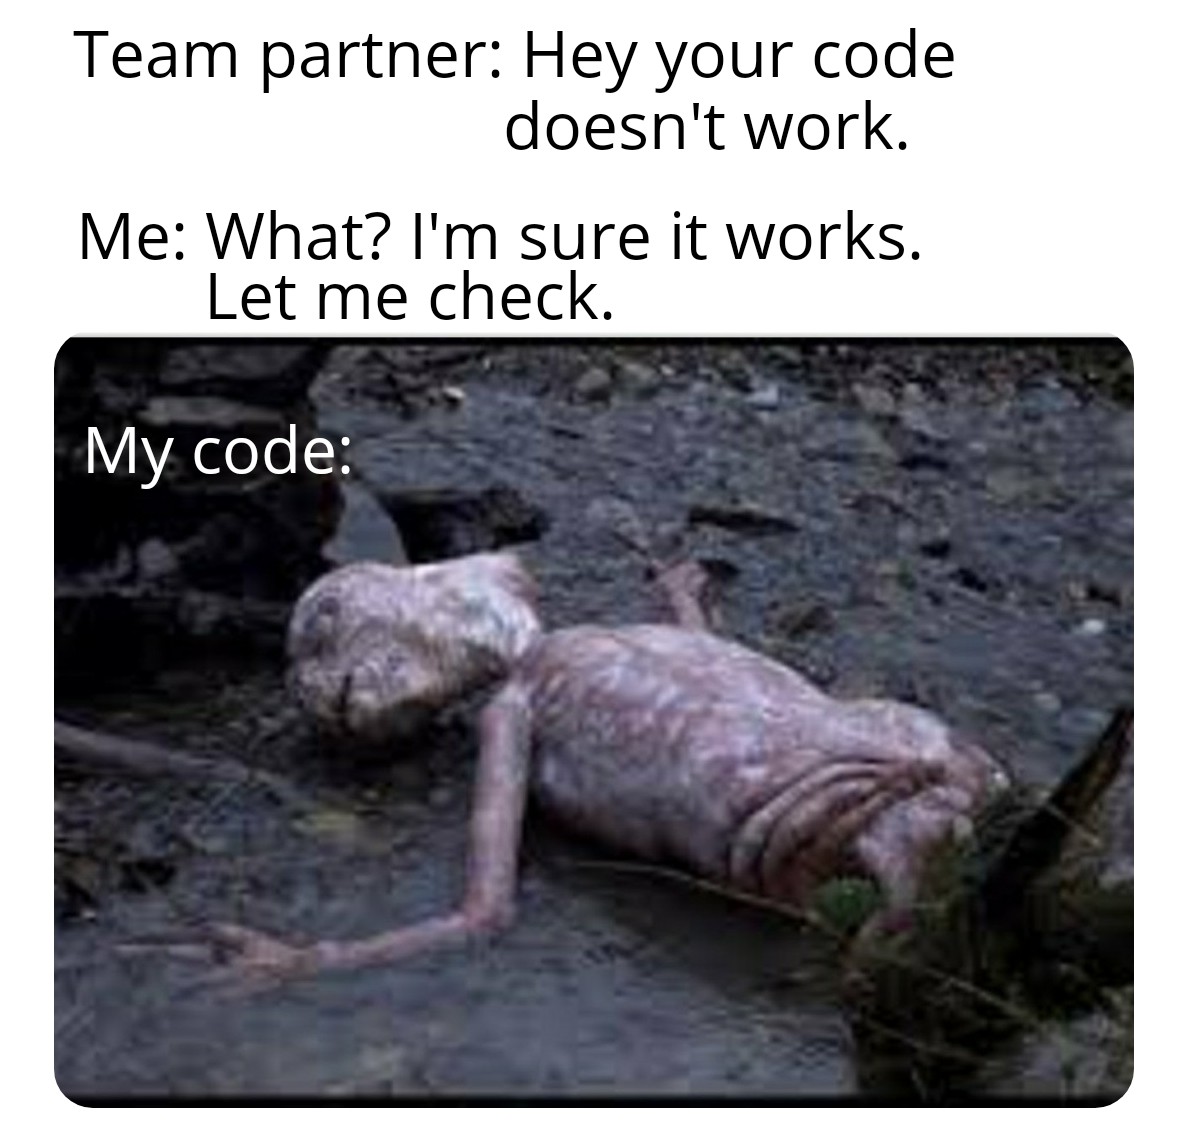 Team partner: Hey your code
doesn't work.
Me: What? I'm sure it works.
Let me check.
My code: